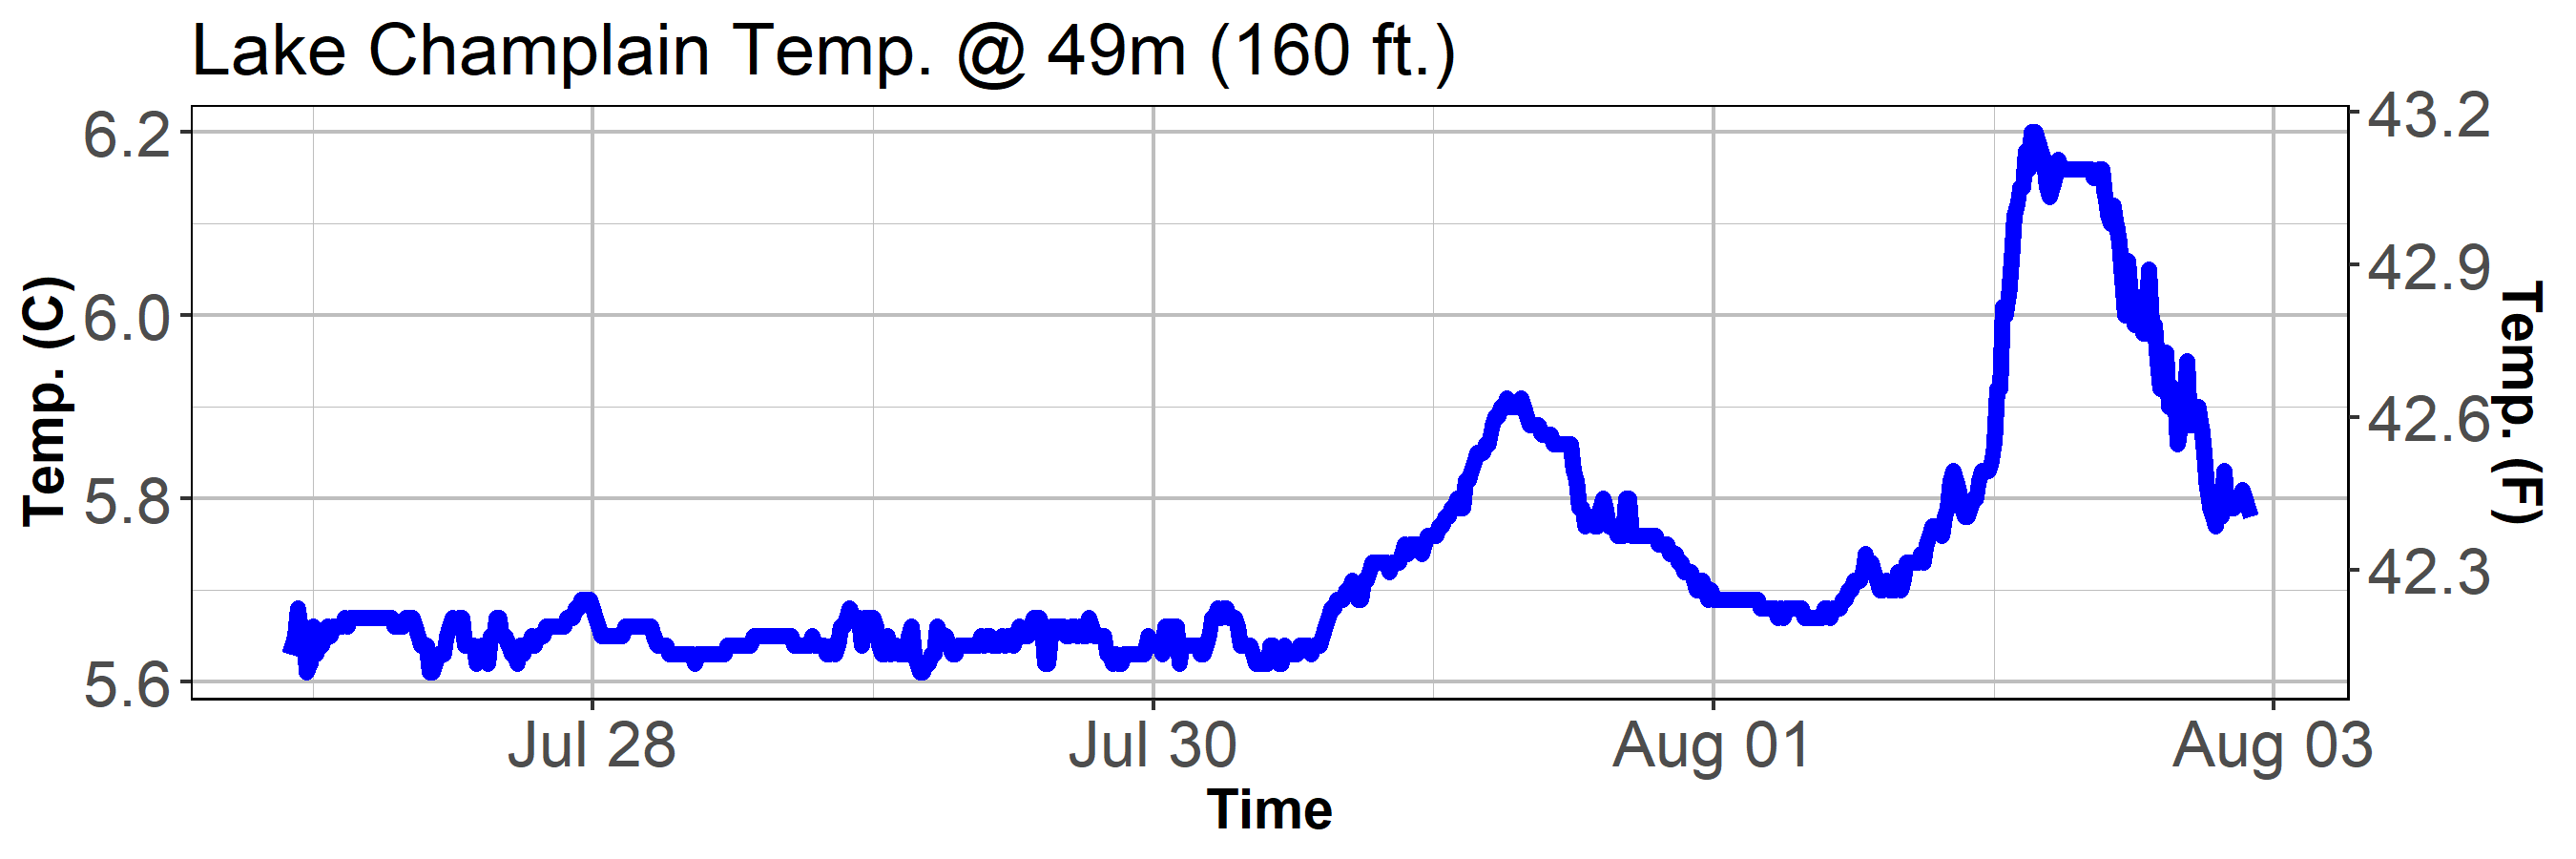 Lake Champlain Temp. @ 49m (160 ft.)
6.2
6.0
5.8
5.6
Temp. (C)
43.2
42.9
42.6
42.3
Temp. (F)
Jul 28
Jul 30
Aug 01
Aug 03
Time